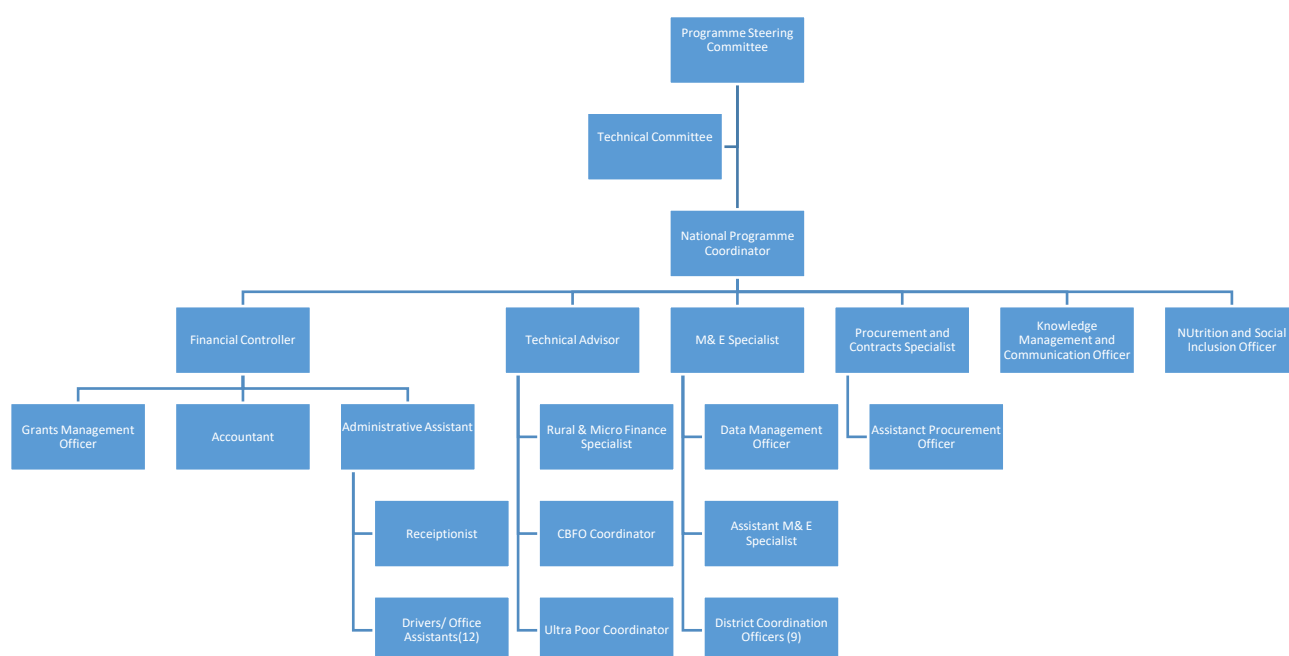 Programme Steering
Committee
Technical Committee
National Programme
Coordinator
Financial Controller
Technical Advisor
M& E Specialist
Procurement and
Contracts Specialist
Knowledge
Management and
Communication Officer
NUtrition and Social
Inclusion Officer
Grants Management
Officer
Accountant
Administrative Assistant
Rural & Micro Finance
Specialist
Data Management
Officer
Assistanct Procurement
Officer
Receiptionist
CBFO Coordinator
Assistant M& E
Specialist
Drivers/ Office
Assistants(12)
Ultra Poor Coordinator
District Coordination
Officers (9)